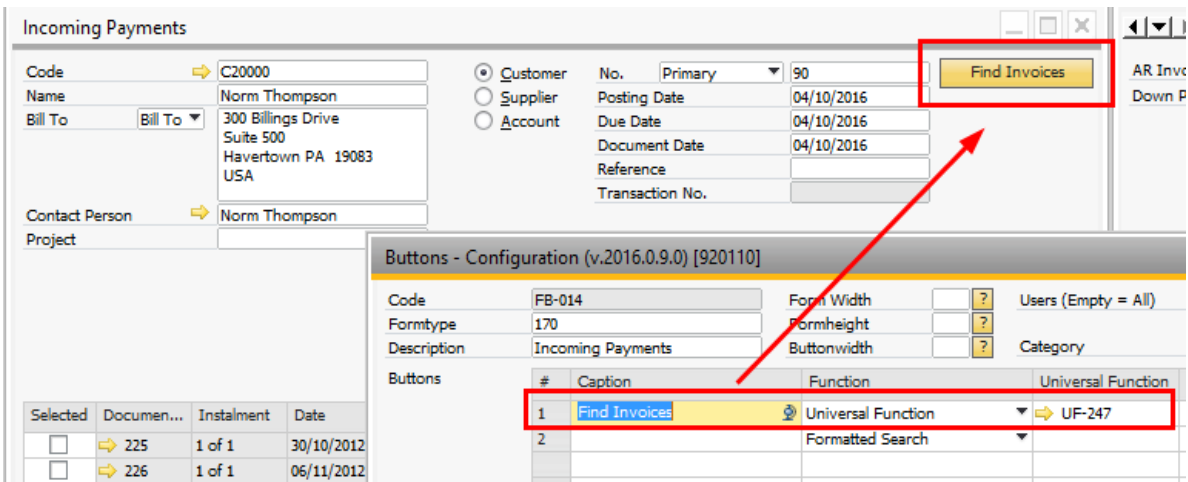 Incoming Payments
Code C20000 Customer No. Primary 90 Find Invoices AR Invo
Name Norm Thompson Supplier Posting Date 04/10/2016 Down P
Bill To Bill To 300 Billings Drive Account Due Date 04/10/2016
Suite 500 Document Date 04/10/2016
Havertown PA 19083 Reference
USA Transaction No.
Contact Person Norm Thompson
Project
Buttons - Configuration (v.2016.0.9.0) [920110]
Code FB-014 Form Width ? Users (Empty = All)
Formtype 170 Formheight ?
Description Incoming Payments Buttonwidth ? Category
Buttons # Caption Function Universal Function
1 Find Invoices Universal Function UF-247
2 Formatted Search
Selected Documen... Instalment Date
225 1 of 1 30/10/2012
226 1 of 1 06/11/2012